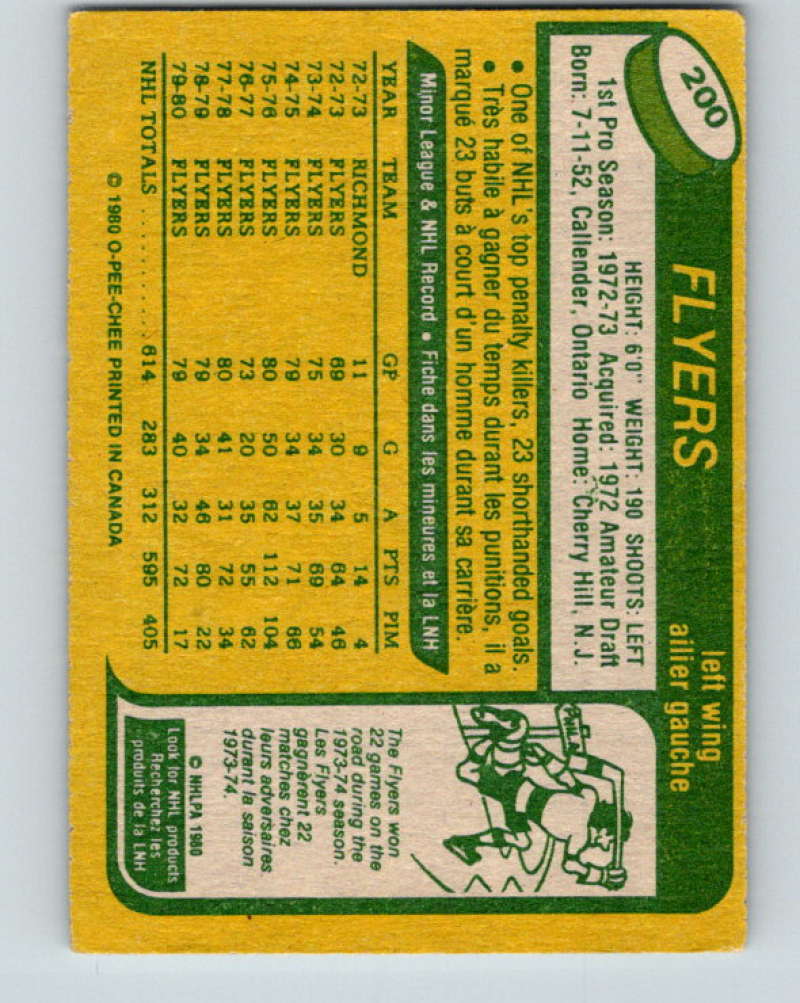 200
FLYERS
left wing
ailier gauche
HEIGHT: 6'0" WEIGHT: 190 SHOOTS: LEFT
1st Pro Season: 1972-73 Acquired: 1972 Amateur Draft
Born: 7-11-52, Callender, Ontario Home: Cherry Hill, N.J.
• One of NHL's top penalty killers, 23 shorthanded goals.
• Très habile à gagner du temps durant les punitions, il a
marqué 23 buts à court d'un homme durant sa carrière.
Minor League & NHL Record • Fiche dans les mineures et la LNH
YEAR TEAM GP G A PTS PIM
72-73 RICHMOND 11 9 5 14 4
72-73 FLYERS 69 30 34 64 46
73-74 FLYERS 75 34 35 69 54
74-75 FLYERS 79 34 37 71 66
75-76 FLYERS 80 50 62 112 104
76-77 FLYERS 73 20 35 55 62
77-78 FLYERS 80 41 31 72 34
78-79 FLYERS 79 34 46 80 22
79-80 FLYERS 79 40 32 72 17
NHL TOTALS .......... 614 283 312 595 405
© 1980 O-PEE-CHEE PRINTED IN CANADA
The Flyers won
22 games on the
road during the
1973-74 season.
Les Flyers
gagnèrent 22
matches chez
leurs adversaires
durant la saison
1973-74.
© NHLPA 1980
Look for NHL products
Recherchez les
produits de la LNH